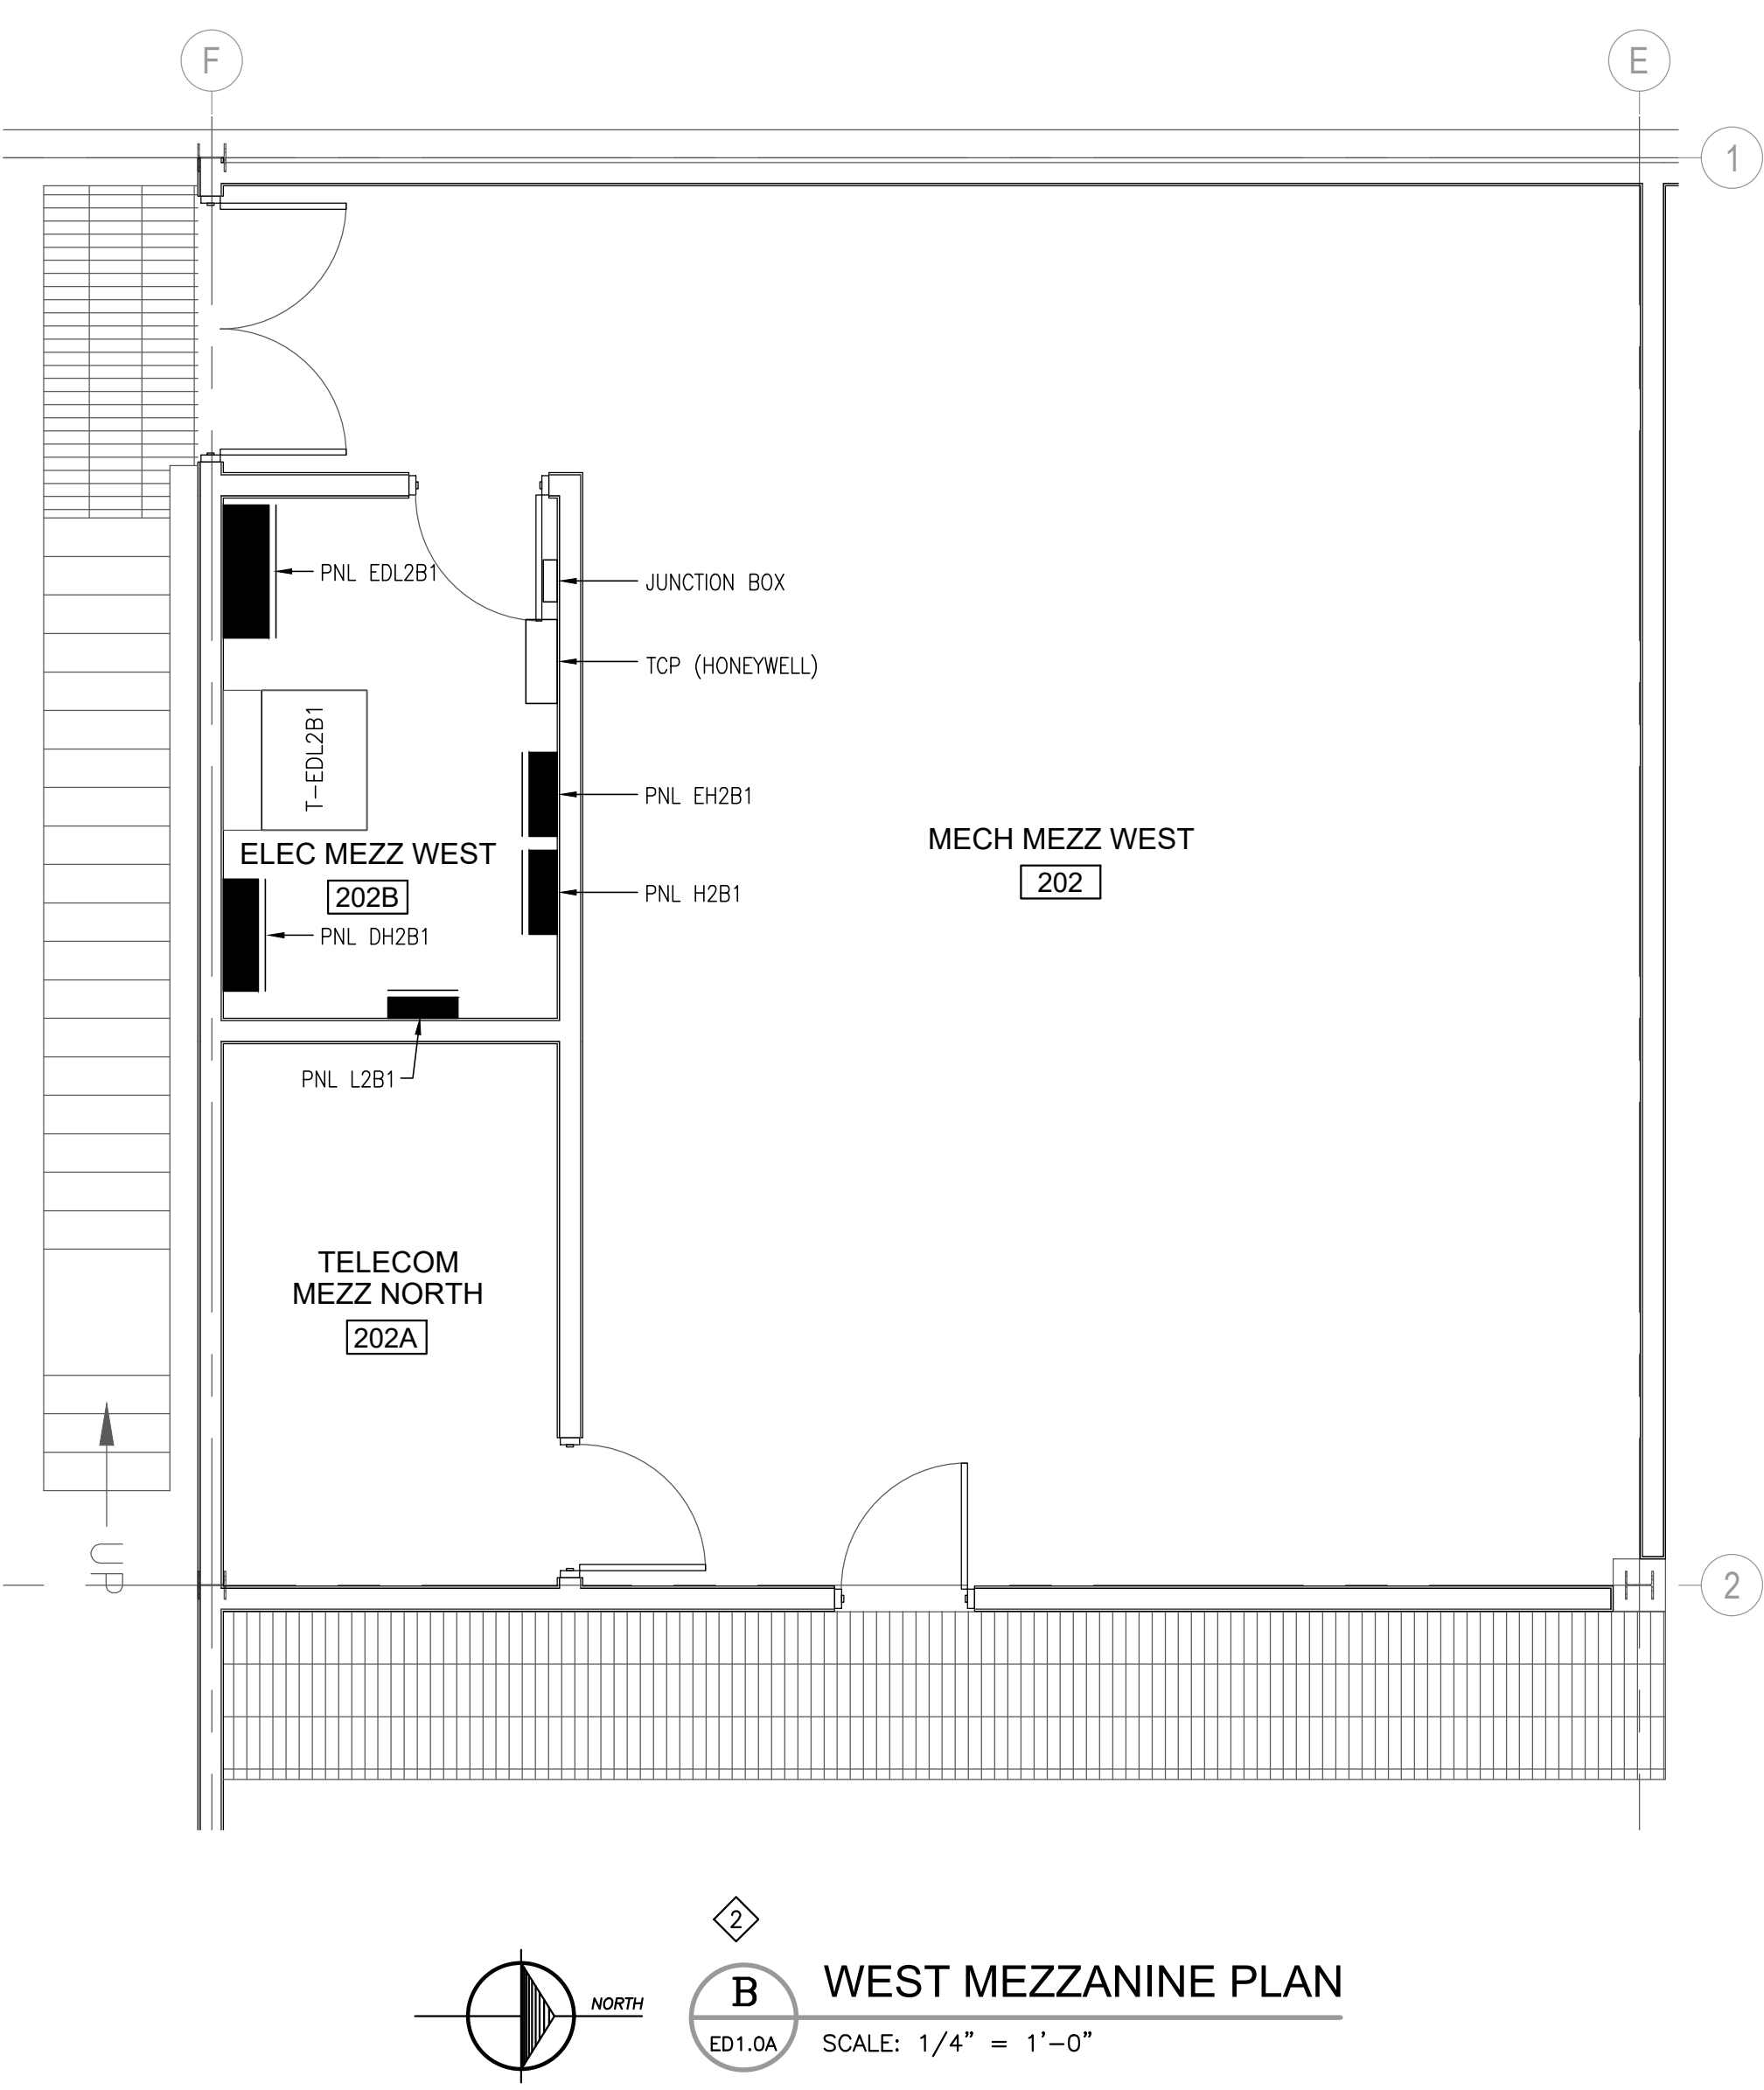 F
E
1
PNL EDL2B1
JUNCTION BOX
TCP (HONEYWELL)
T-EDL2B1
PNL EH2B1
ELEC MEZZ WEST
202B
MECH MEZZ WEST
202
PNL H2B1
PNL DH2B1
PNL L2B1
TELECOM
MEZZ NORTH
202A
UP
2
2
NORTH
B
ED1.0A
WEST MEZZANINE PLAN
SCALE: 1/4" = 1'-0"